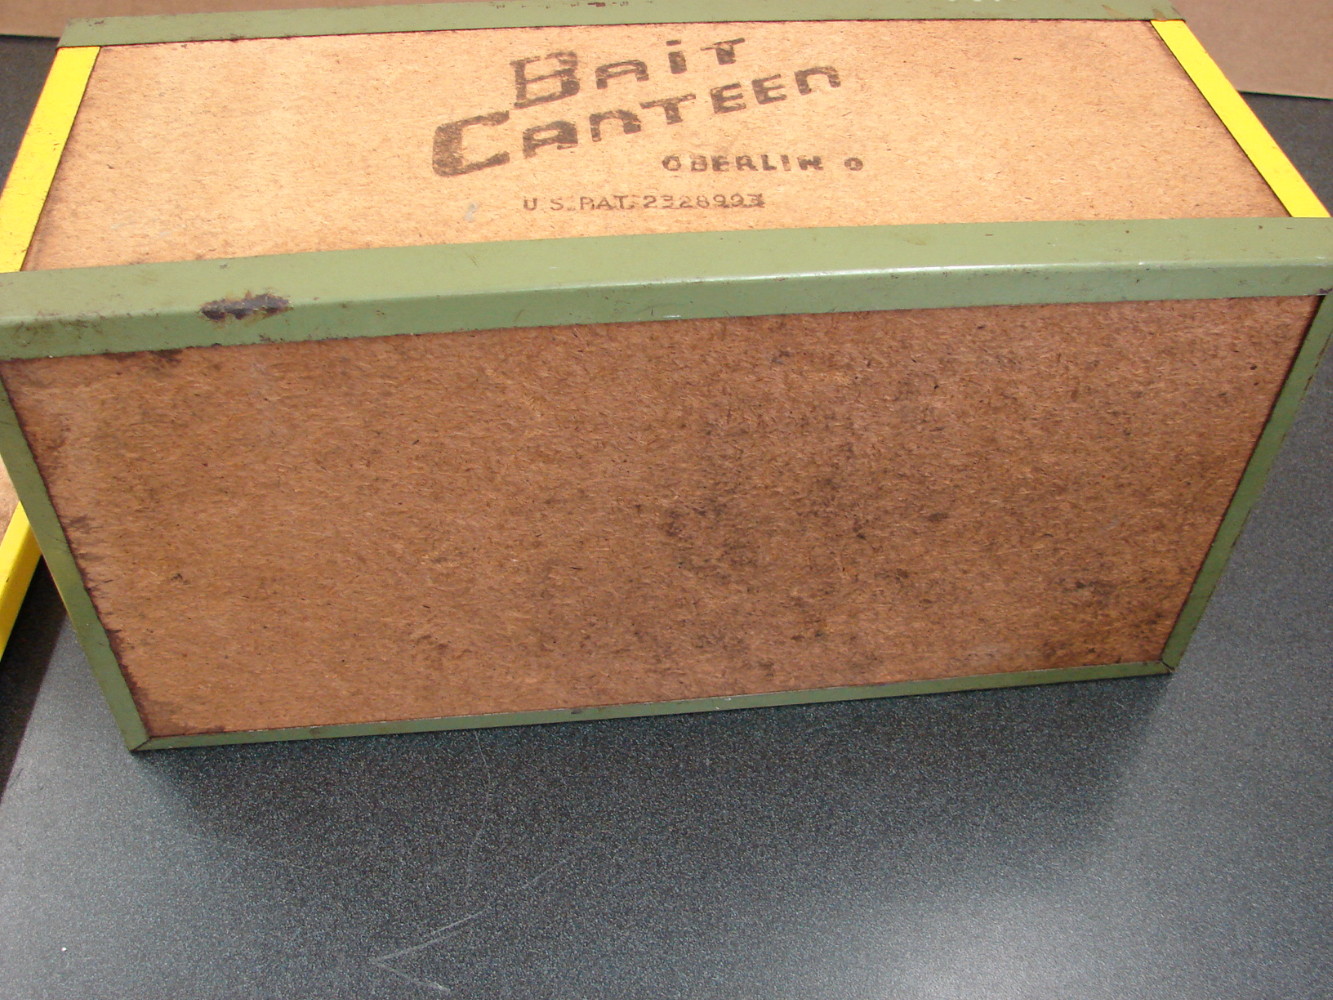 BAiT
CANTEEN
OBERLIN O
U.S. PAT. 2328993